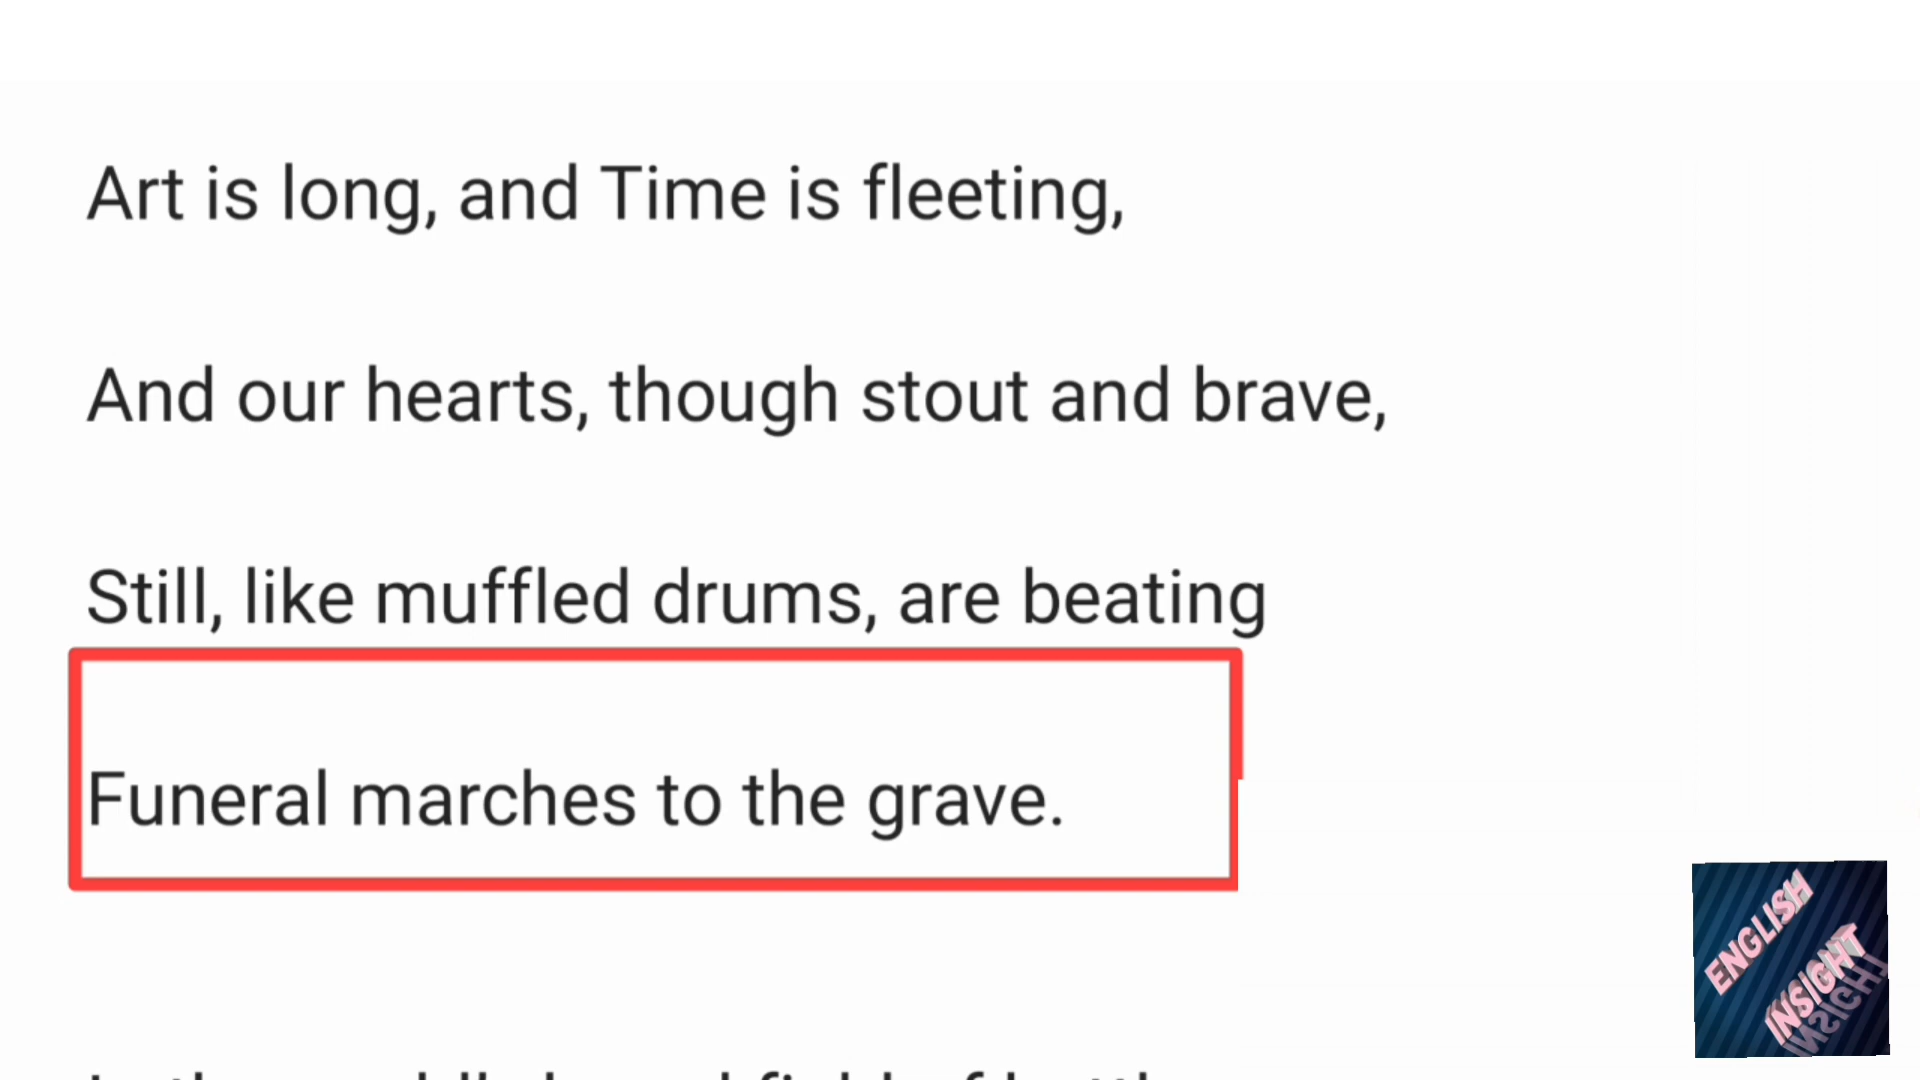 Art is long, and Time is fleeting,
And our hearts, though stout and brave,
Still, like muffled drums, are beating
Funeral marches to the grave.
ENGLISH
INSIGHT